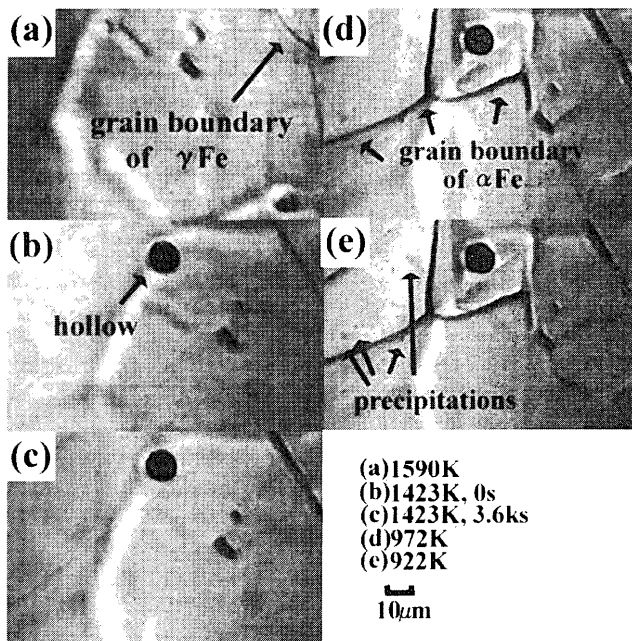 (a)
grain boundary
of γFe
(b)
hollow
(c)
(d)
grain boundary
of αFe
(e)
precipitations
(a)1590K
(b)1423K, 0s
(c)1423K, 3.6ks
(d)972K
(e)922K
10μm